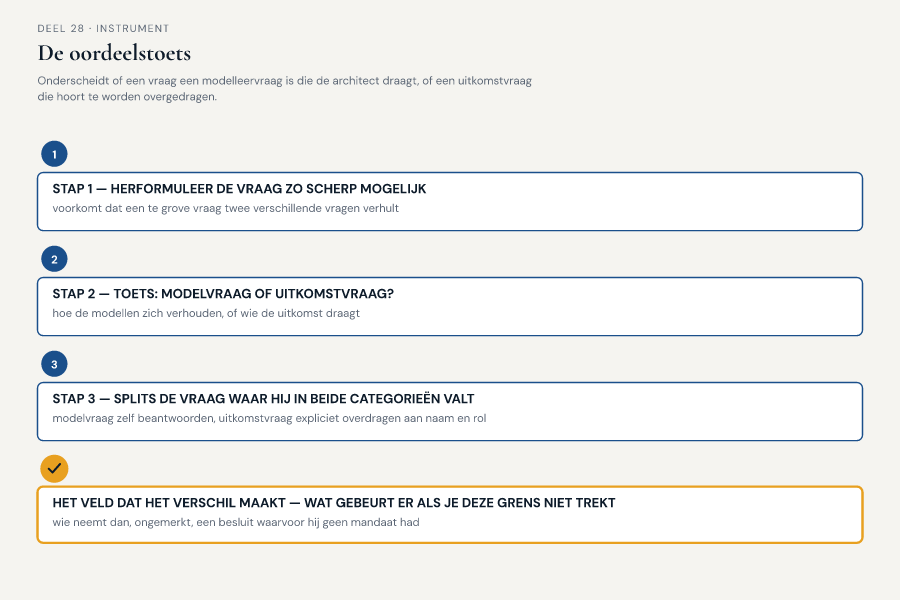 DEEL 28 · INSTRUMENT
De oordeelstoets
Onderscheidt of een vraag een modelleervraag is die de architect draagt, of een uitkomstvraag
die hoort te worden overgedragen.
1
STAP 1 — HERFORMULEER DE VRAAG ZO SCHERP MOGELIJK
voorkomt dat een te grove vraag twee verschillende vragen verhult
2
STAP 2 — TOETS: MODELVRAAG OF UITKOMSTVRAAG?
hoe de modellen zich verhouden, of wie de uitkomst draagt
3
STAP 3 — SPLITS DE VRAAG WAAR HIJ IN BEIDE CATEGORIEËN VALT
modelvraag zelf beantwoorden, uitkomstvraag expliciet overdragen aan naam en rol
HET VELD DAT HET VERSCHIL MAAKT — WAT GEBEURT ER ALS JE DEZE GRENS NIET TREKT
wie neemt dan, ongemerkt, een besluit waarvoor hij geen mandaat had